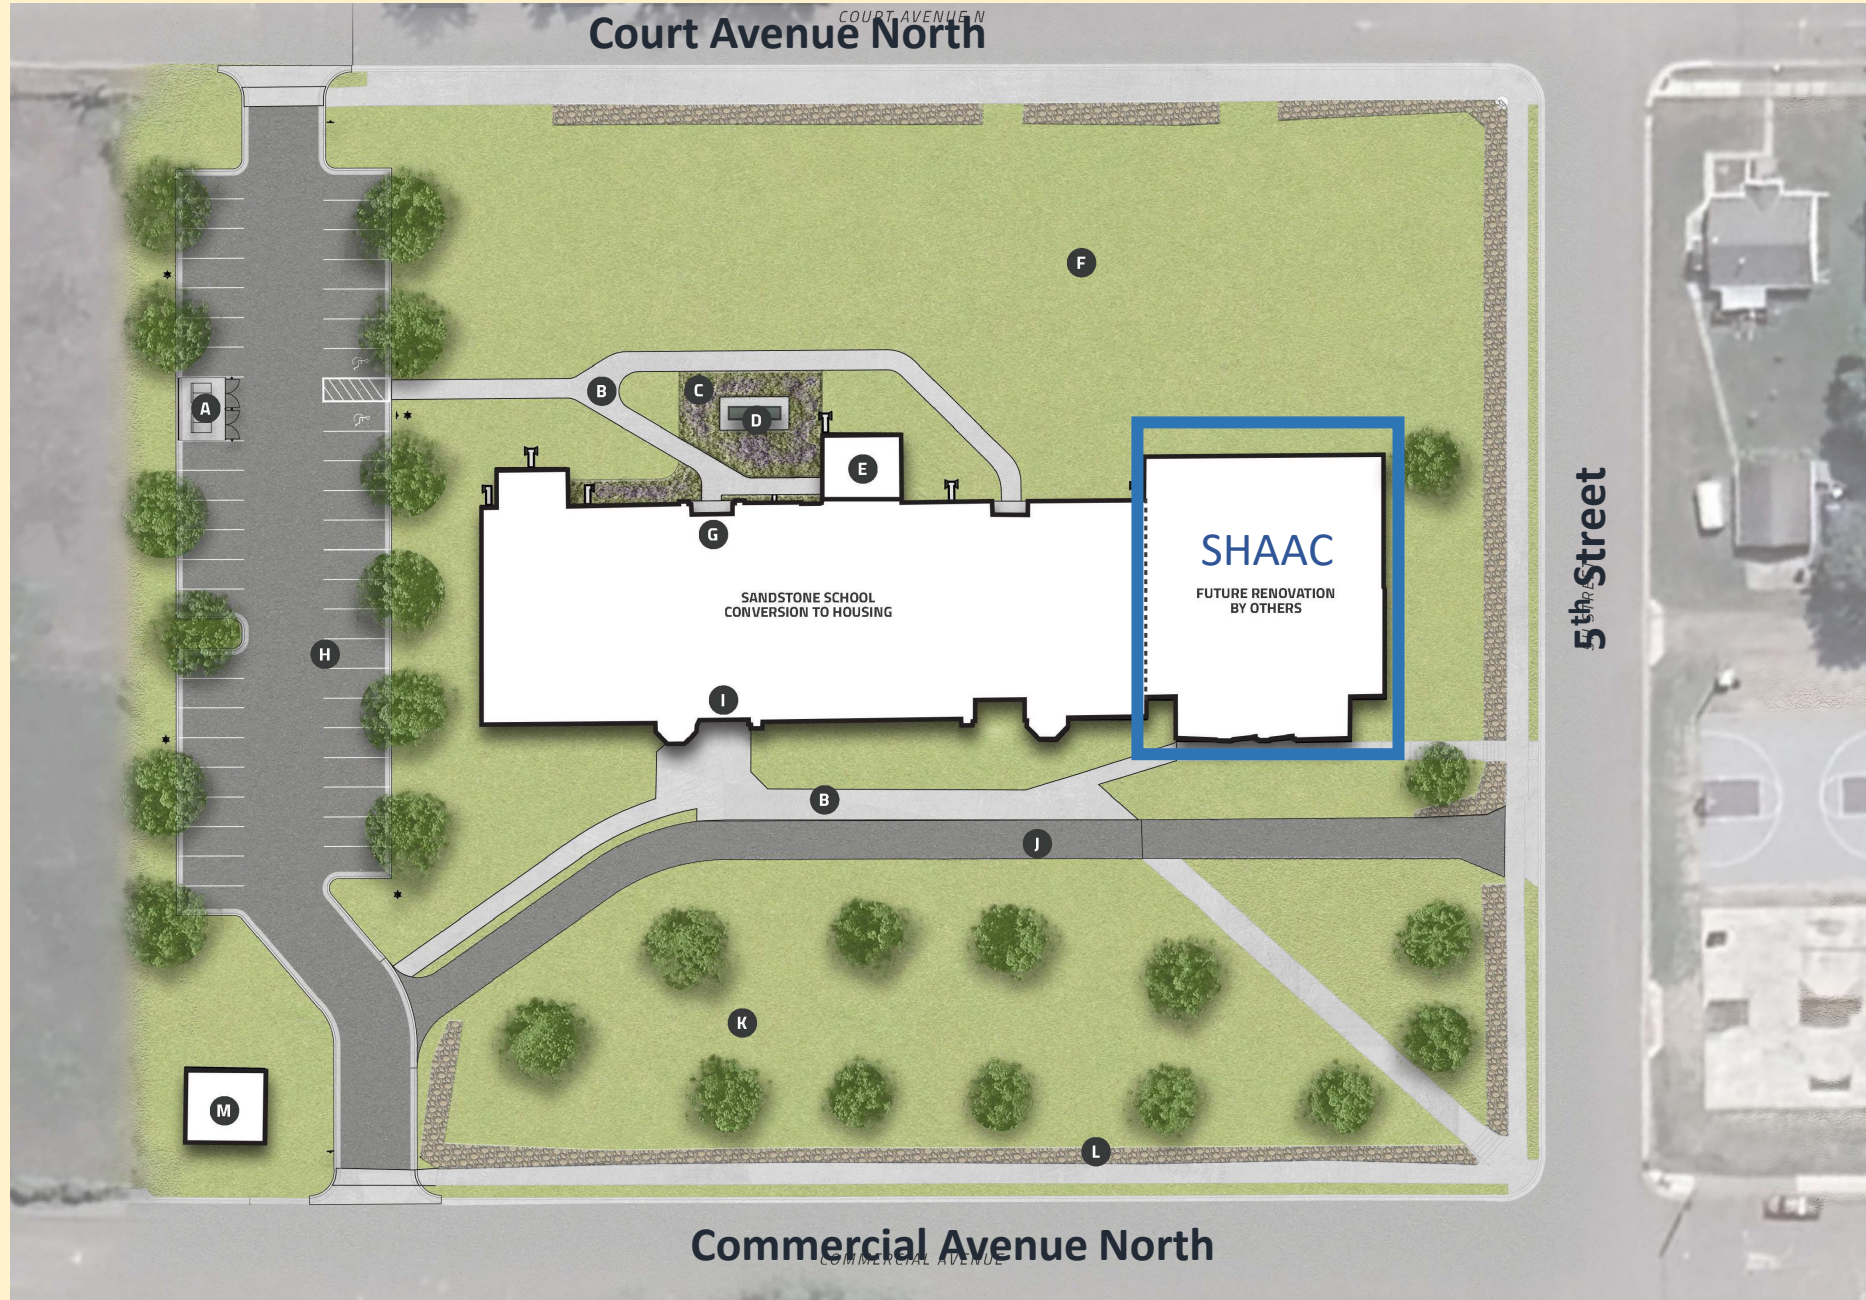 COURT AVENUE N
Court Avenue North
F
B
C
A
D
E
SHAAC
G
5th Street
SANDSTONE SCHOOL
CONVERSION TO HOUSING
FUTURE RENOVATION
BY OTHERS
H
I
B
J
K
M
L
Commercial Avenue North
COMMERCIAL AVENUE